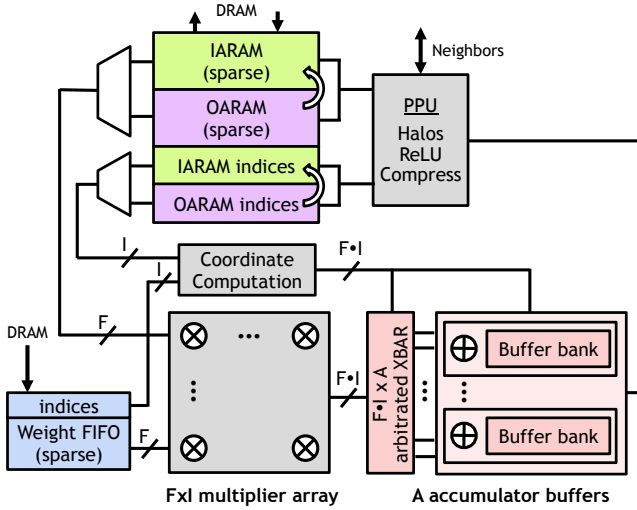 DRAM
IARAM
(sparse)
OARAM
(sparse)
IARAM indices
OARAM indices
Neighbors
PPU
Halos
ReLU
Compress
I
I
Coordinate
Computation
F•I
DRAM
F
indices
Weight FIFO
(sparse)
F
...
...
F•I
F•I x A
arbitrated XBAR
...
Buffer bank
...
Buffer bank
FxI multiplier array
A accumulator buffers